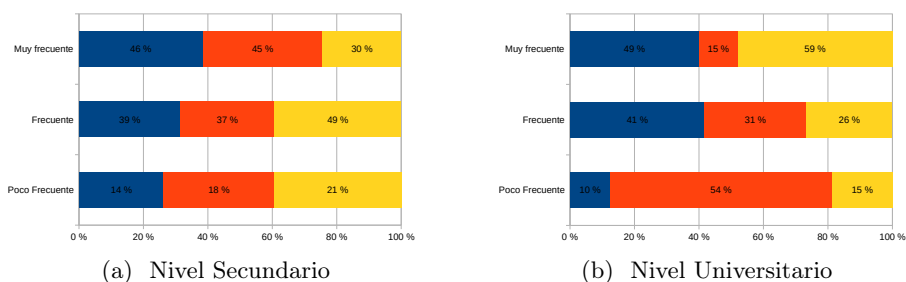 Muy frecuente 46 % 45 % 30 %
Frecuente 39 % 37 % 49 %
Poco Frecuente 14 % 18 % 21 %
0 % 20 % 40 % 60 % 80 % 100 %
(a) Nivel Secundario
Muy frecuente 49 % 15 % 59 %
Frecuente 41 % 31 % 26 %
Poco Frecuente 10 % 54 % 15 %
0 % 20 % 40 % 60 % 80 % 100 %
(b) Nivel Universitario